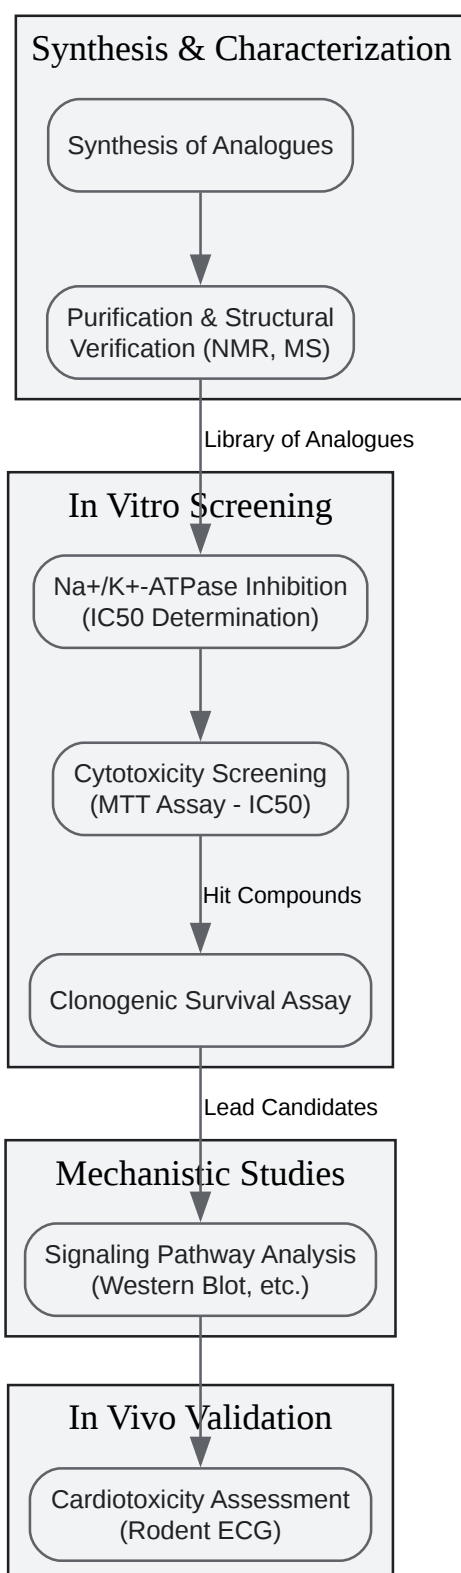 Synthesis & Characterization
Synthesis of Analogues
Purification & Structural
Verification (NMR, MS)
Library of Analogues
In Vitro Screening
Na+/K+-ATPase Inhibition
(IC50 Determination)
Cytotoxicity Screening
(MTT Assay - IC50)
Hit Compounds
Clonogenic Survival Assay
Lead Candidates
Mechanistic Studies
Signaling Pathway Analysis
(Western Blot, etc.)
In Vivo Validation
Cardiotoxicity Assessment
(Rodent ECG)